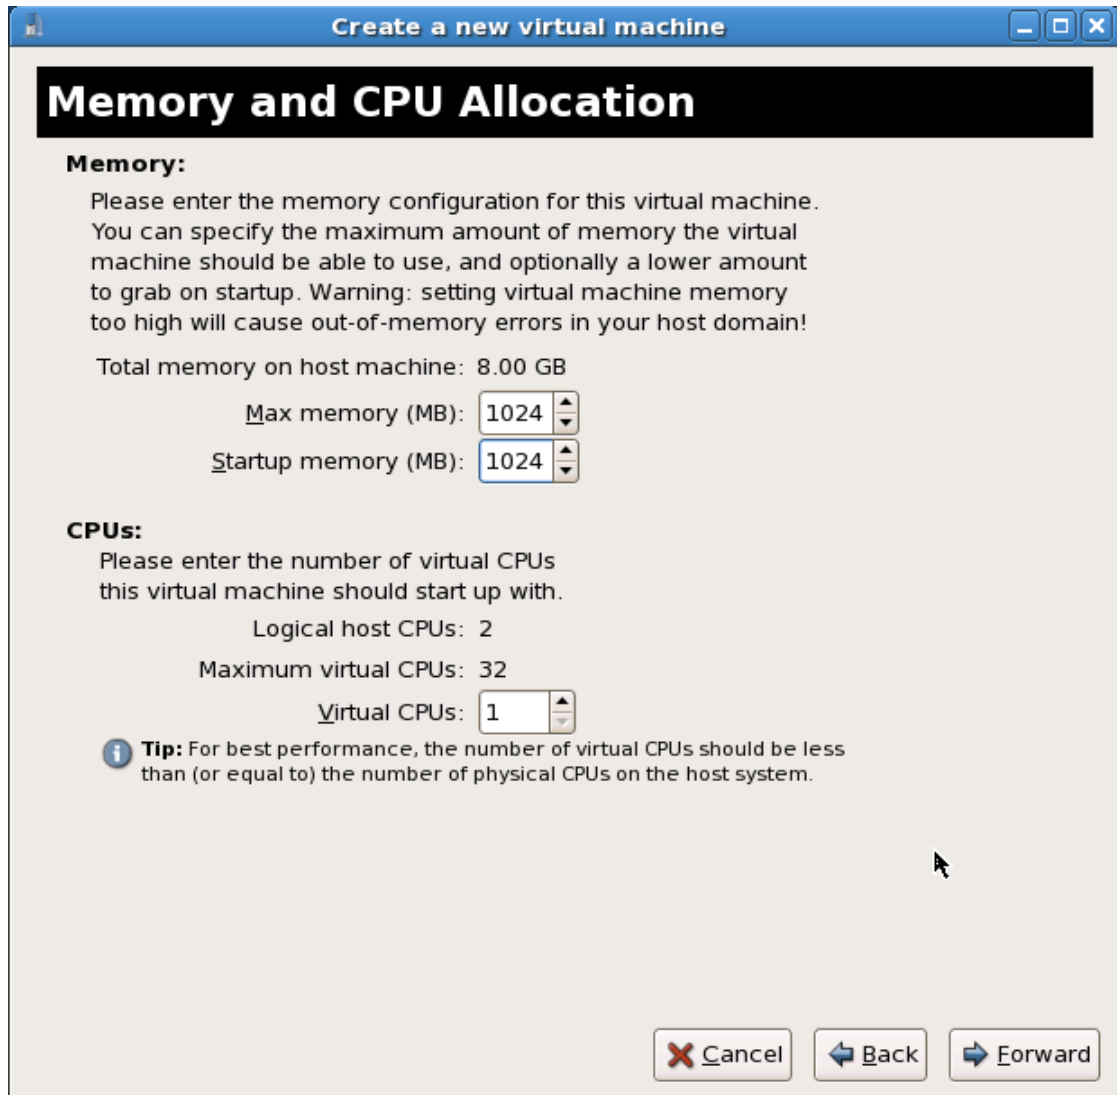 Create a new virtual machine
Memory and CPU Allocation
Memory:
Please enter the memory configuration for this virtual machine.
You can specify the maximum amount of memory the virtual
machine should be able to use, and optionally a lower amount
to grab on startup. Warning: setting virtual machine memory
too high will cause out-of-memory errors in your host domain!
Total memory on host machine: 8.00 GB
Max memory (MB): 1024
Startup memory (MB): 1024
CPUs:
Please enter the number of virtual CPUs
this virtual machine should start up with.
Logical host CPUs: 2
Maximum virtual CPUs: 32
Virtual CPUs: 1
Tip: For best performance, the number of virtual CPUs should be less
than (or equal to) the number of physical CPUs on the host system.
Cancel Back Forward